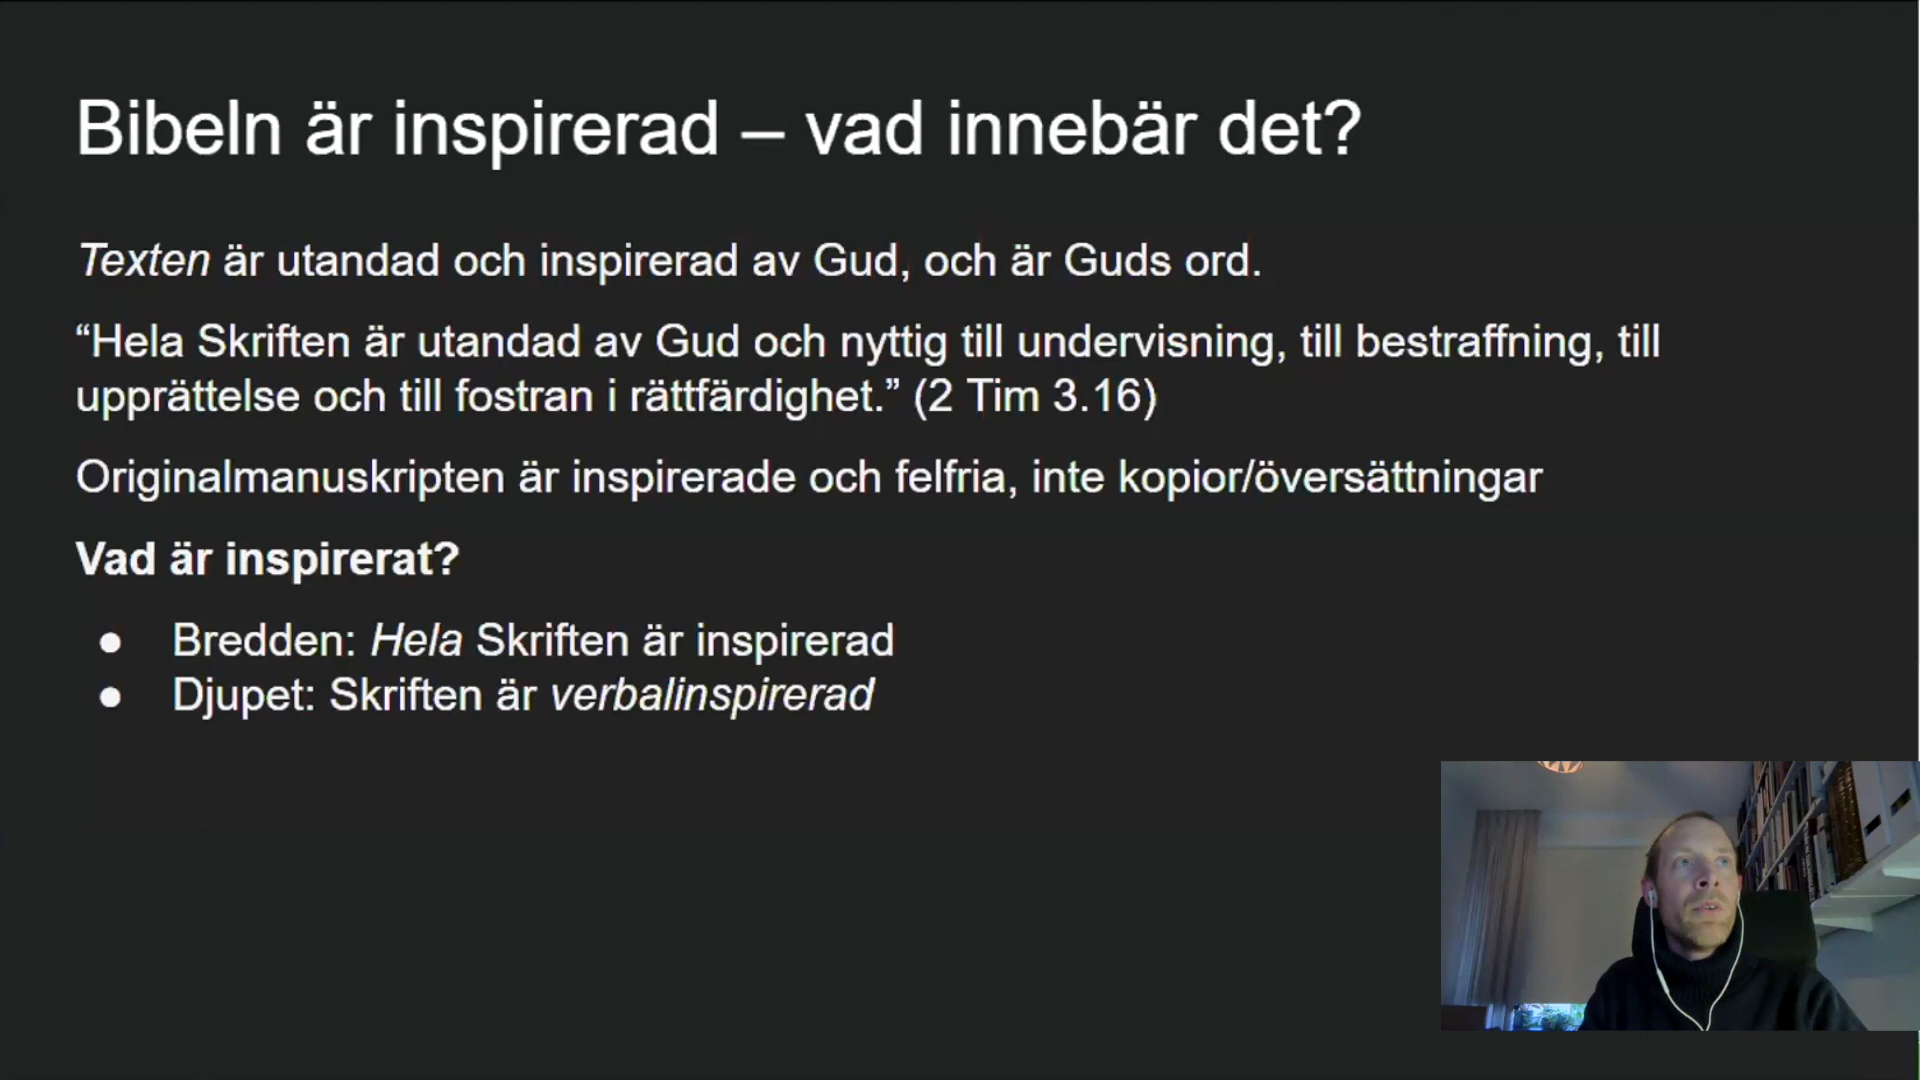 Bibeln är inspirerad – vad innebär det?
Texten är utandad och inspirerad av Gud, och är Guds ord.
“Hela Skriften är utandad av Gud och nyttig till undervisning, till bestraffning, till
upprättelse och till fostran i rättfärdighet.” (2 Tim 3.16)
Originalmanuskripten är inspirerade och felfria, inte kopior/översättningar
Vad är inspirerat?
● Bredden: Hela Skriften är inspirerad
● Djupet: Skriften är verbalinspirerad